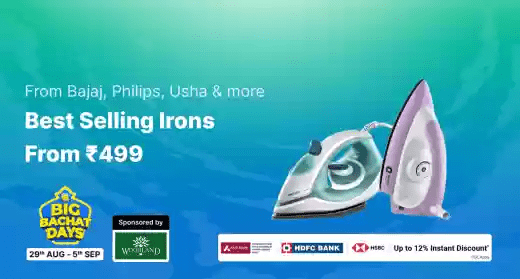 From Bajaj, Philips, Usha & more
Best Selling Irons
From ₹499
BIG
BACHAT
DAYS
29TH AUG - 5TH SEP
Sponsored by
WOODLAND
HDFC BANK
HSBC
Up to 12% Instant Discount*